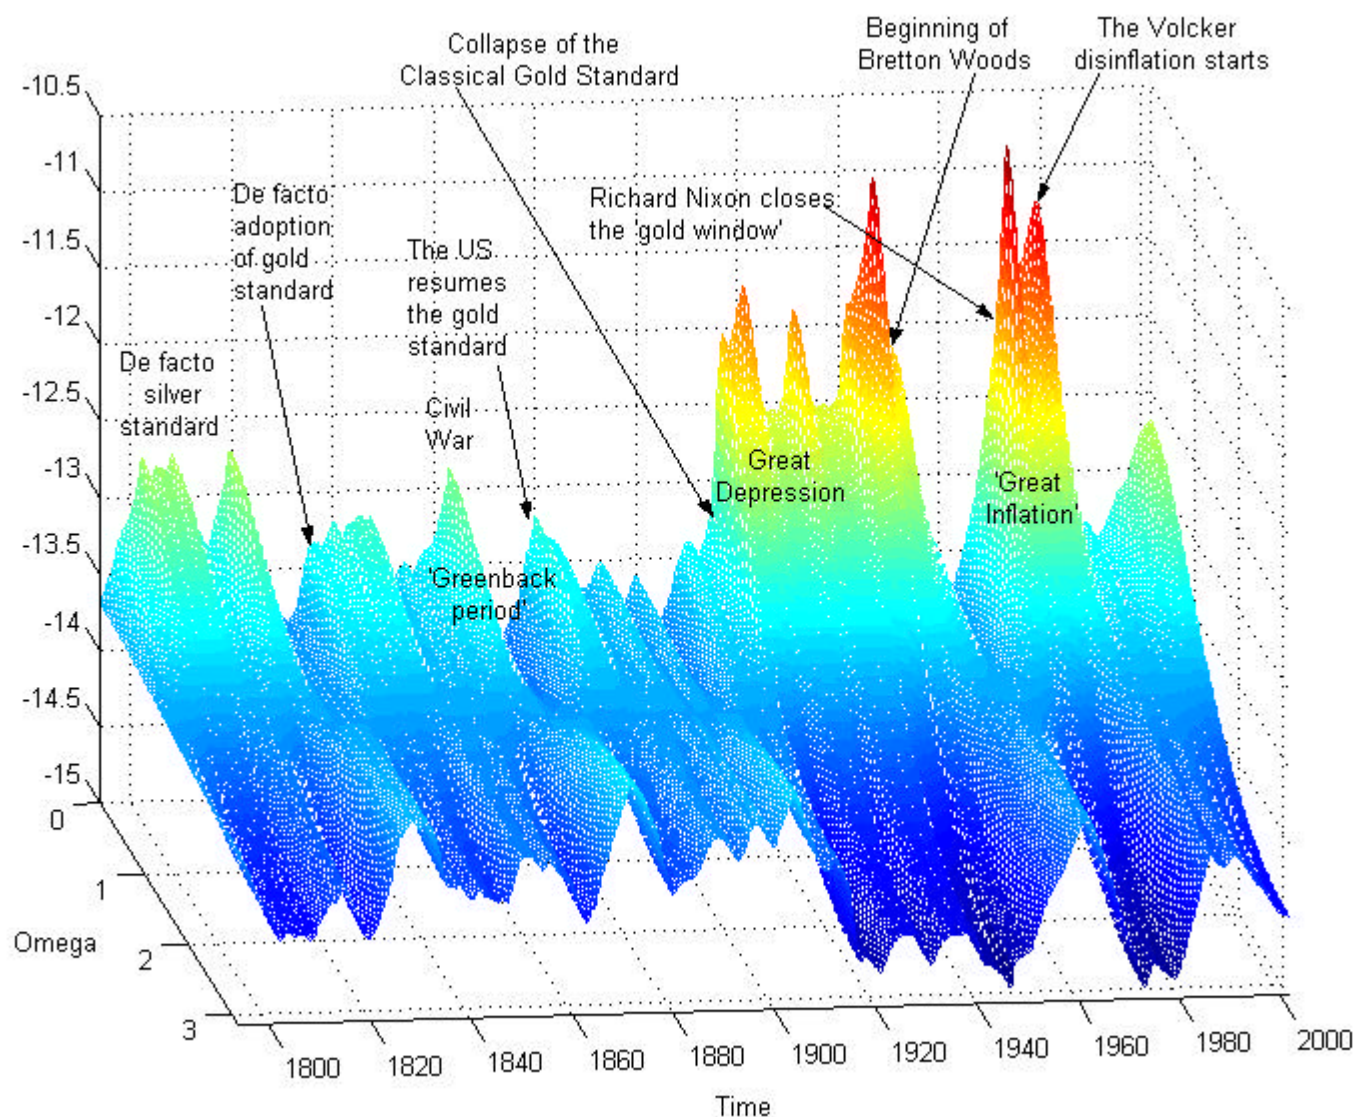 Collapse of the
Classical Gold Standard
Beginning of
Bretton Woods
The Volcker
disinflation starts
De facto
adoption
of gold
standard
The US
resumes
the gold
standard
Richard Nixon closes
the 'gold window'
De facto
silver
standard
Civil
War
Great
Depression
'Great
Inflation'
'Greenback
period'
-10.5
-11
-11.5
-12
-12.5
-13
-13.5
-14
-14.5
-15
0
1
2
3
Omega
1800
1820
1840
1860
1880
1900
1920
1940
1960
1980
2000
Time